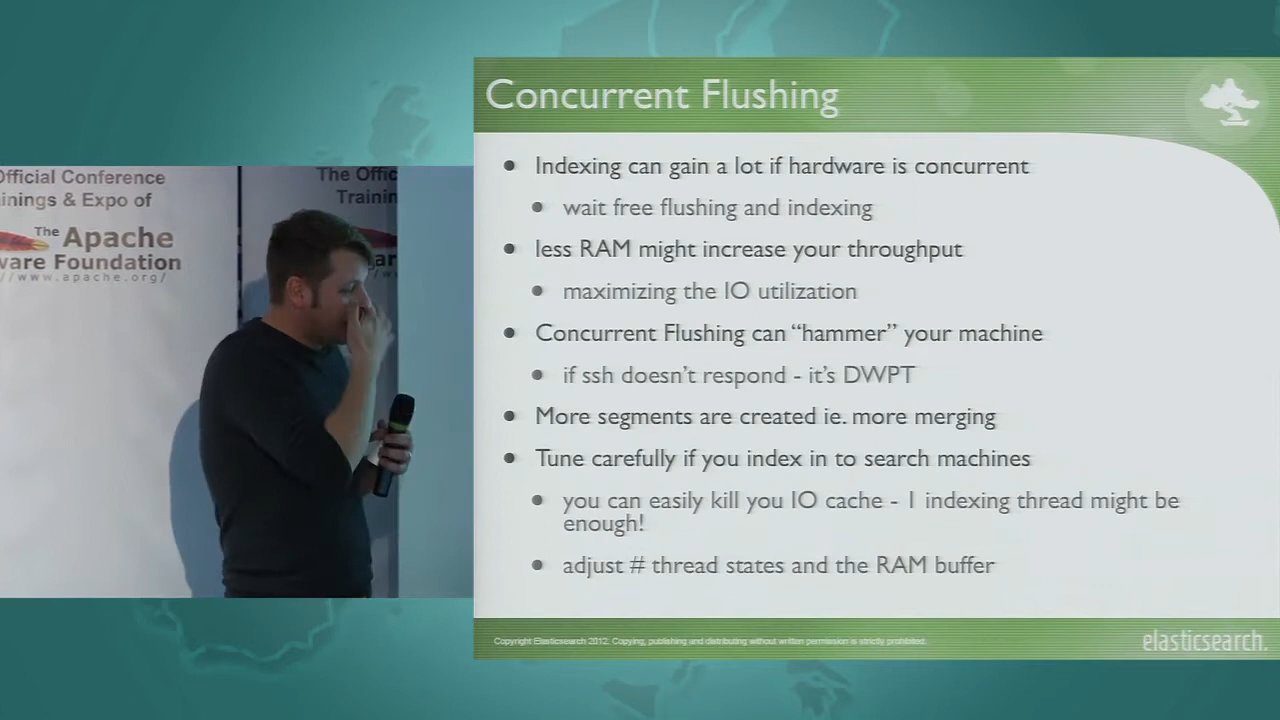 Official Conference
inings & Expo of
The Apache
ware Foundation
//www.apache.org/
The Offic
Trainin
Concurrent Flushing
• Indexing can gain a lot if hardware is concurrent
• wait free flushing and indexing
• less RAM might increase your throughput
• maximizing the IO utilization
• Concurrent Flushing can “hammer” your machine
• if ssh doesn’t respond - it’s DWPT
• More segments are created ie. more merging
• Tune carefully if you index in to search machines
• you can easily kill you IO cache - 1 indexing thread might be
enough!
• adjust # thread states and the RAM buffer
Copyright Elasticsearch 2012. Copying, publishing and distributing without written permission is strictly prohibited.
elasticsearch.